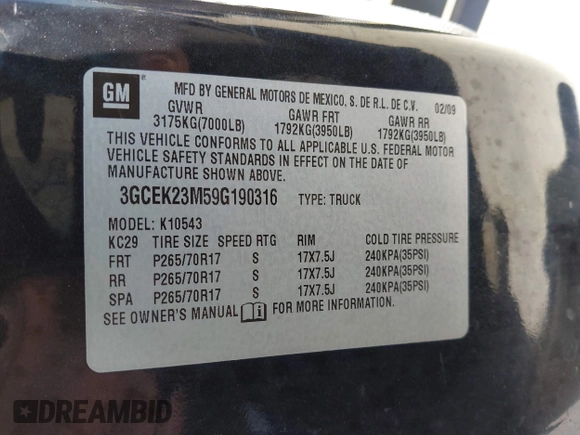 GM
MFD BY GENERAL MOTORS DE MEXICO, S. DE R.L. DE C.V. 02/09
GVWR GAWR FRT GAWR RR
3175KG(7000LB) 1792KG(3950LB) 1792KG(3950LB)
THIS VEHICLE CONFORMS TO ALL APPLICABLE U.S. FEDERAL MOTOR
VEHICLE SAFETY STANDARDS IN EFFECT ON THE DATE OF
MANUFACTURE SHOWN ABOVE.
3GCEK23M59G190316 TYPE: TRUCK
MODEL: K10543
KC29 TIRE SIZE SPEED RTG RIM COLD TIRE PRESSURE
FRT P265/70R17 S 17X7.5J 240KPA(35PSI)
RR P265/70R17 S 17X7.5J 240KPA(35PSI)
SPA P265/70R17 S 17X7.5J 240KPA(35PSI)
SEE OWNER'S MANUAL FOR MORE INFORMATION.
DREAMBID